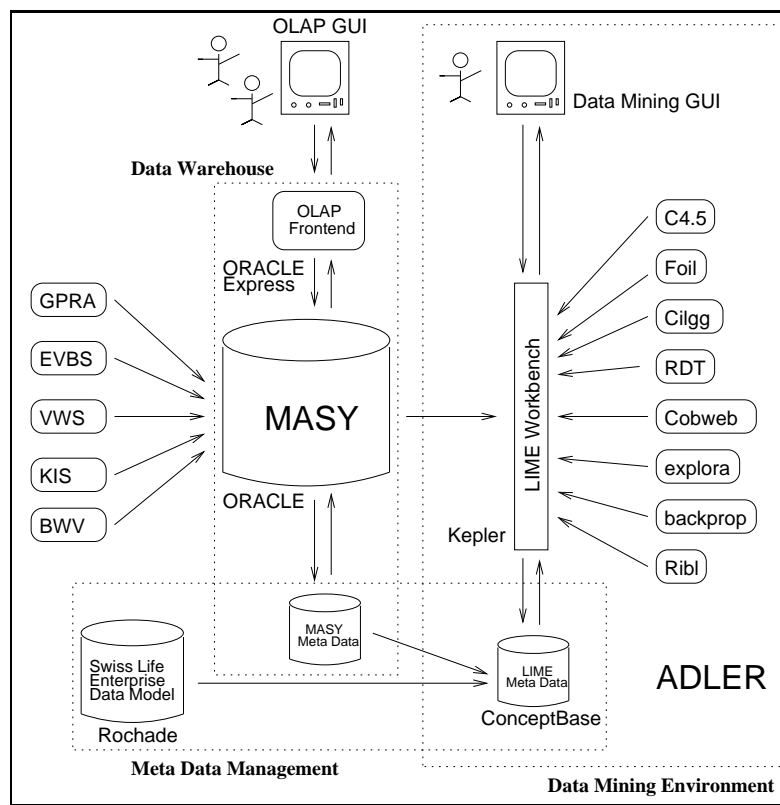 OLAP GUI
Data Mining GUI
Data Warehouse
OLAP
Frontend
ORACLE
Express
GPRA
EVBS
VWS
KIS
BWV
MASY
ORACLE
LIME Workbench
Kepler
C4.5
Foil
Cilgg
RDT
Cobweb
explora
backprop
Ribl
MASY
Meta Data
Swiss Life
Enterprise
Data Model
Rochade
LIME
Meta Data
ConceptBase
ADLER
Meta Data Management
Data Mining Environment